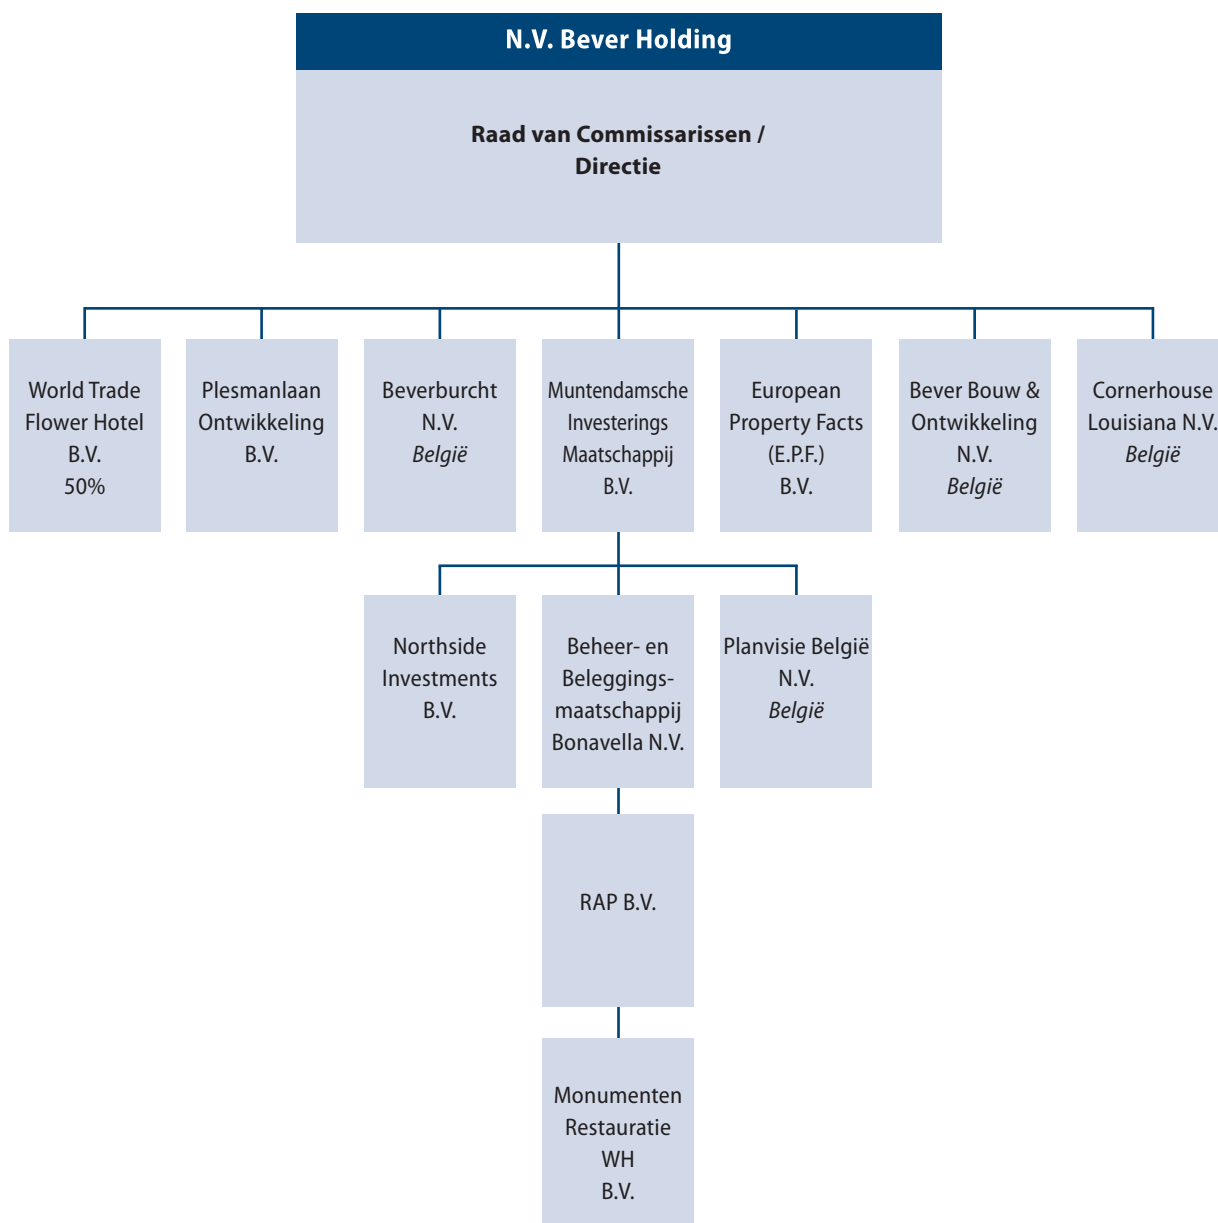 N.V. Bever Holding
Raad van Commissarissen /
Directie
World Trade
Flower Hotel
B.V.
50%
Plesmanlaan
Ontwikkeling
B.V.
Beverburcht
N.V.
België
Muntendamsche
Investerings
Maatschappij
B.V.
European
Property Facts
(E.P.F.)
B.V.
Bever Bouw &
Ontwikkeling
N.V.
België
Cornerhouse
Louisiana N.V.
België
Northside
Investments
B.V.
Beheer- en
Beleggings-
maatschappij
Bonavella N.V.
Planvisie België
N.V.
België
RAP B.V.
Monumenten
Restauratie
WH
B.V.